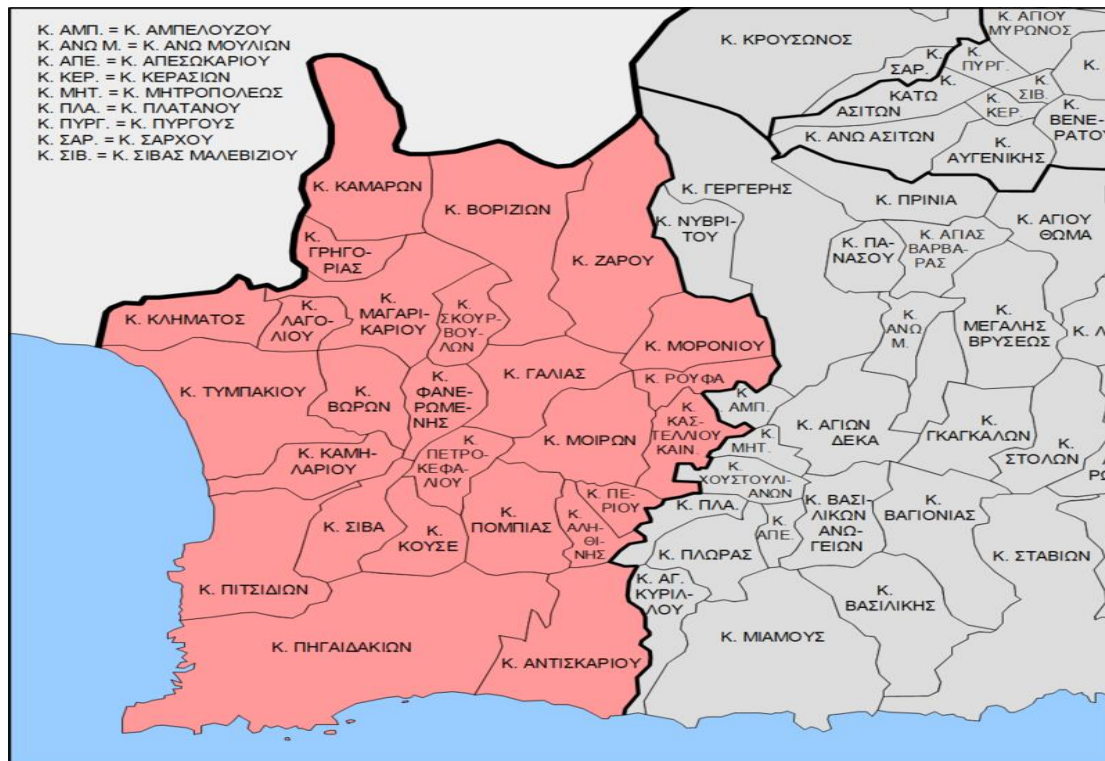 Κ. ΑΜΠ. = Κ. ΑΜΠΕΛΟΥΖΟΥ
Κ. ΑΝΩ Μ. = Κ. ΑΝΩ ΜΟΥΛΙΩΝ
Κ. ΑΠΕ. = Κ. ΑΠΕΣΩΚΑΡΙΟΥ
Κ. ΚΕΡ. = Κ. ΚΕΡΑΣΙΩΝ
Κ. ΜΗΤ. = Κ. ΜΗΤΡΟΠΟΛΕΩΣ
Κ. ΠΛΑ. = Κ. ΠΛΑΤΑΝΟΥ
Κ. ΠΥΡΓ. = Κ. ΠΥΡΓΟΥΣ
Κ. ΣΑΡ. = Κ. ΣΑΡΧΟΥ
Κ. ΣΙΒ. = Κ. ΣΙΒΑΣ ΜΑΛΕΒΙΖΙΟΥ
Κ. ΚΡΟΥΣΩΝΟΣ
Κ. ΑΓΙΟΥ
ΜΥΡΩΝΟΣ
Κ.
ΣΑΡ.
Κ.
ΠΥΡΓ.
Κ.
Κ.
ΚΑΤΩ
ΑΣΙΤΩΝ
Κ.
ΣΙΒ.
Κ.
ΚΕΡ.
Κ.
ΒΕΝΕ-
ΡΑΤΟΥ
Κ. ΑΝΩ ΑΣΙΤΩΝ
Κ.
ΑΥΓΕΝΙΚΗΣ
Κ. ΚΑΜΑΡΩΝ
Κ. ΒΟΡΙΖΙΩΝ
Κ. ΓΕΡΓΕΡΗΣ
Κ. ΠΡΙΝΙΑ
Κ. ΝΥΒΡΙ-
ΤΟΥ
Κ. ΑΓΙΟΥ
ΘΩΜΑ
Κ.
ΓΡΗΓΟ-
ΡΙΑΣ
Κ. ΖΑΡΟΥ
Κ. ΠΑ-
ΝΑΣΟΥ
Κ. ΑΓΙΑΣ
ΒΑΡΒΑ-
ΡΑΣ
Κ. ΚΛΗΜΑΤΟΣ
Κ.
ΛΑΓΟ-
ΛΙΟΥ
Κ.
ΜΑΓΑΡΙ-
ΚΑΡΙΟΥ
Κ.
ΣΚΟΥΡ-
ΒΟΥ-
ΛΩΝ
Κ.
ΑΝΩ
Μ.
Κ.
ΜΕΓΑΛΗΣ
ΒΡΥΣΕΩΣ
Κ. Λ
Κ. ΜΟΡΟΝΙΟΥ
Κ. ΤΥΜΠΑΚΙΟΥ
Κ.
ΒΩΡΩΝ
Κ.
ΦΑΝΕ-
ΡΩΜΕ-
ΝΗΣ
Κ. ΓΑΛΙΑΣ
Κ. ΡΟΥΦΑ
Κ.
ΑΜΠ.
Κ. ΜΟΙΡΩΝ
Κ.
ΚΑΣ-
ΤΕΛΛΙΟΥ
ΚΑΙΝ.
Κ.
ΜΗΤ.
Κ. ΑΓΙΩΝ
ΔΕΚΑ
Κ.
ΓΚΑΓΚΑΛΩΝ
Κ.
ΣΤΟΛΩΝ
Κ. ΚΑΜΗ-
ΛΑΡΙΟΥ
Κ.
ΠΕΤΡΟ-
ΚΕΦΑ-
ΛΙΟΥ
Κ.
ΧΟΥΣΤΟΥΛΙ-
ΑΝΩΝ
Κ. ΣΙΒΑ
Κ.
ΚΟΥΣΕ
Κ.
ΠΟΜΠΙΑΣ
Κ. ΠΕ-
ΡΙΟΥ
Κ.
ΑΛΗ-
ΘΙ-
ΝΗΣ
Κ. ΠΛΑ.
Κ.
ΑΠΕ.
Κ. ΒΑΣΙ-
ΛΙΚΩΝ
ΑΝΩ-
ΓΕΙΩΝ
Κ.
ΒΑΓΙΟΝΙΑΣ
Κ. ΠΛΩΡΑΣ
Κ. ΣΤΑΒΙΩΝ
Κ. ΠΙΤΣΙΔΙΩΝ
Κ. ΑΓ.
ΚΥΡΙΛ-
ΛΟΥ
Κ.
ΒΑΣΙΛΙΚΗΣ
Κ. ΠΗΓΑΙΔΑΚΙΩΝ
Κ. ΑΝΤΙΣΚΑΡΙΟΥ
Κ. ΜΙΑΜΟΥΣ